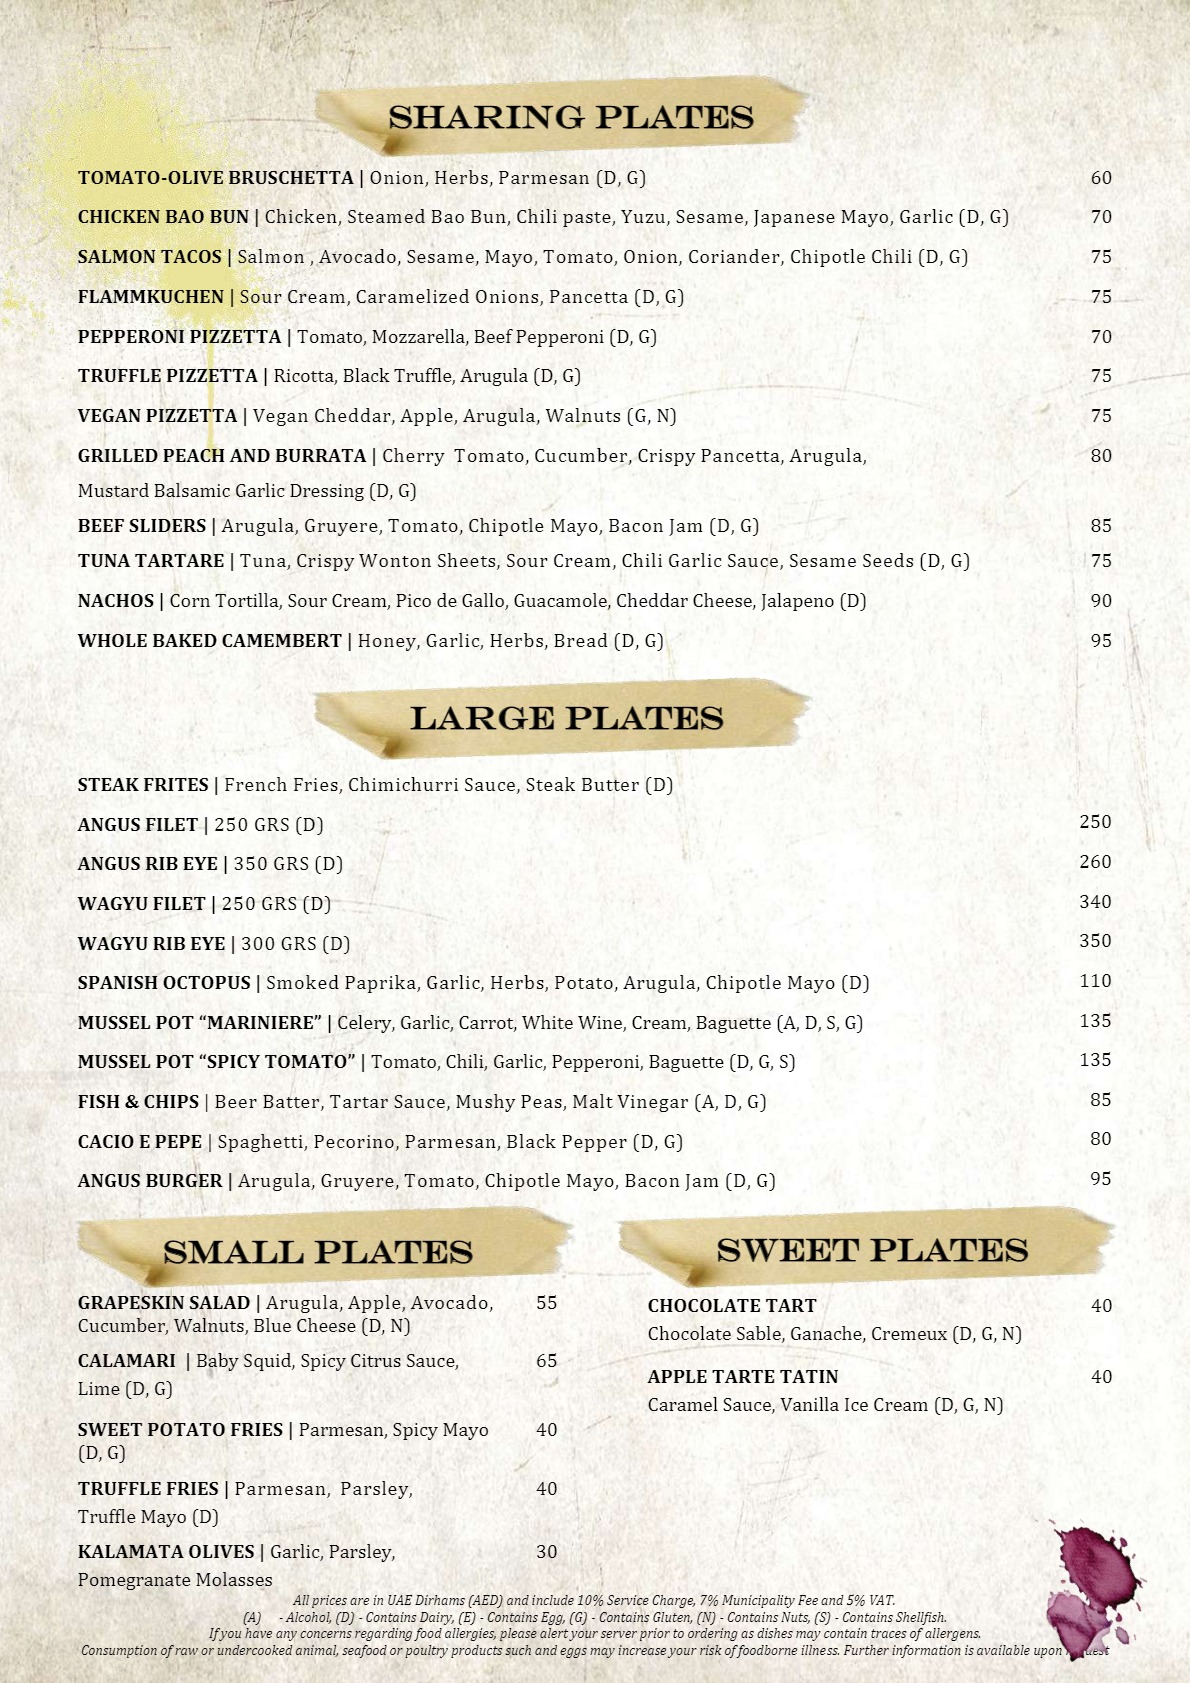 SHARING PLATES
TOMATO-OLIVE BRUSCHETTA | Onion, Herbs, Parmesan (D, G) 60
CHICKEN BAO BUN | Chicken, Steamed Bao Bun, Chili paste, Yuzu, Sesame, Japanese Mayo, Garlic (D, G) 70
SALMON TACOS | Salmon , Avocado, Sesame, Mayo, Tomato, Onion, Coriander, Chipotle Chili (D, G) 75
FLAMMKUCHEN | Sour Cream, Caramelized Onions, Pancetta (D, G) 75
PEPPERONI PIZZETTA | Tomato, Mozzarella, Beef Pepperoni (D, G) 70
TRUFFLE PIZZETTA | Ricotta, Black Truffle, Arugula (D, G) 75
VEGAN PIZZETTA | Vegan Cheddar, Apple, Arugula, Walnuts (G, N) 75
GRILLED PEACH AND BURRATA | Cherry Tomato, Cucumber, Crispy Pancetta, Arugula, 80
Mustard Balsamic Garlic Dressing (D, G)
BEEF SLIDERS | Arugula, Gruyere, Tomato, Chipotle Mayo, Bacon Jam (D, G) 85
TUNA TARTARE | Tuna, Crispy Wonton Sheets, Sour Cream, Chili Garlic Sauce, Sesame Seeds (D, G) 75
NACHOS | Corn Tortilla, Sour Cream, Pico de Gallo, Guacamole, Cheddar Cheese, Jalapeno (D) 90
WHOLE BAKED CAMEMBERT | Honey, Garlic, Herbs, Bread (D, G) 95
LARGE PLATES
STEAK FRITES | French Fries, Chimichurri Sauce, Steak Butter (D)
ANGUS FILET | 250 GRS (D) 250
ANGUS RIB EYE | 350 GRS (D) 260
WAGYU FILET | 250 GRS (D) 340
WAGYU RIB EYE | 300 GRS (D) 350
SPANISH OCTOPUS | Smoked Paprika, Garlic, Herbs, Potato, Arugula, Chipotle Mayo (D) 110
MUSSEL POT “MARINIERE” | Celery, Garlic, Carrot, White Wine, Cream, Baguette (A, D, S, G) 135
MUSSEL POT “SPICY TOMATO” | Tomato, Chili, Garlic, Pepperoni, Baguette (D, G, S) 135
FISH & CHIPS | Beer Batter, Tartar Sauce, Mushy Peas, Malt Vinegar (A, D, G) 85
CACIO E PEPE | Spaghetti, Pecorino, Parmesan, Black Pepper (D, G) 80
ANGUS BURGER | Arugula, Gruyere, Tomato, Chipotle Mayo, Bacon Jam (D, G) 95
SMALL PLATES
GRAPESKIN SALAD | Arugula, Apple, Avocado, 55
Cucumber, Walnuts, Blue Cheese (D, N)
CALAMARI | Baby Squid, Spicy Citrus Sauce, 65
Lime (D, G)
SWEET POTATO FRIES | Parmesan, Spicy Mayo 40
(D, G)
TRUFFLE FRIES | Parmesan, Parsley, 40
Truffle Mayo (D)
KALAMATA OLIVES | Garlic, Parsley, 30
Pomegranate Molasses
SWEET PLATES
CHOCOLATE TART 40
Chocolate Sable, Ganache, Cremeux (D, G, N)
APPLE TARTE TATIN 40
Caramel Sauce, Vanilla Ice Cream (D, G, N)
All prices are in UAE Dirhams (AED) and include 10% Service Charge, 7% Municipality Fee and 5% VAT.
(A) - Alcohol, (D) - Contains Dairy, (E) - Contains Egg, (G) - Contains Gluten, (N) - Contains Nuts, (S) - Contains Shellfish.
If you have any concerns regarding food allergies, please alert your server prior to ordering as dishes may contain traces of allergens.
Consumption of raw or undercooked animal, seafood or poultry products such and eggs may increase your risk of foodborne illness. Further information is available upon